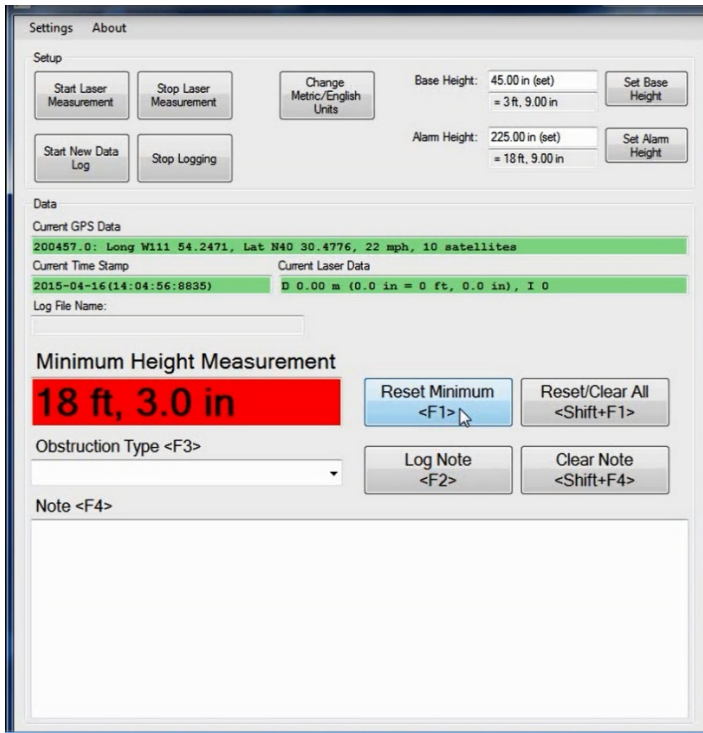 Settings About
Setup
Start Laser
Measurement
Stop Laser
Measurement
Change
Metric/English
Units
Base Height:
45.00 in (set)
= 3 ft, 9.00 in
Set Base
Height
Start New Data
Log
Stop Logging
Alarm Height:
225.00 in (set)
= 18 ft, 9.00 in
Set Alarm
Height
Data
Current GPS Data
200457.0: Long W111 54.2471, Lat N40 30.4776, 22 mph, 10 satellites
Current Time Stamp
Current Laser Data
2015-04-16(14:04:56:8835)
D 0.00 m (0.0 in = 0 ft, 0.0 in), I 0
Log File Name:
Minimum Height Measurement
18 ft, 3.0 in
Reset Minimum
<F1>
Reset/Clear All
<Shift+F1>
Obstruction Type <F3>
Log Note
<F2>
Clear Note
<Shift+F4>
Note <F4>